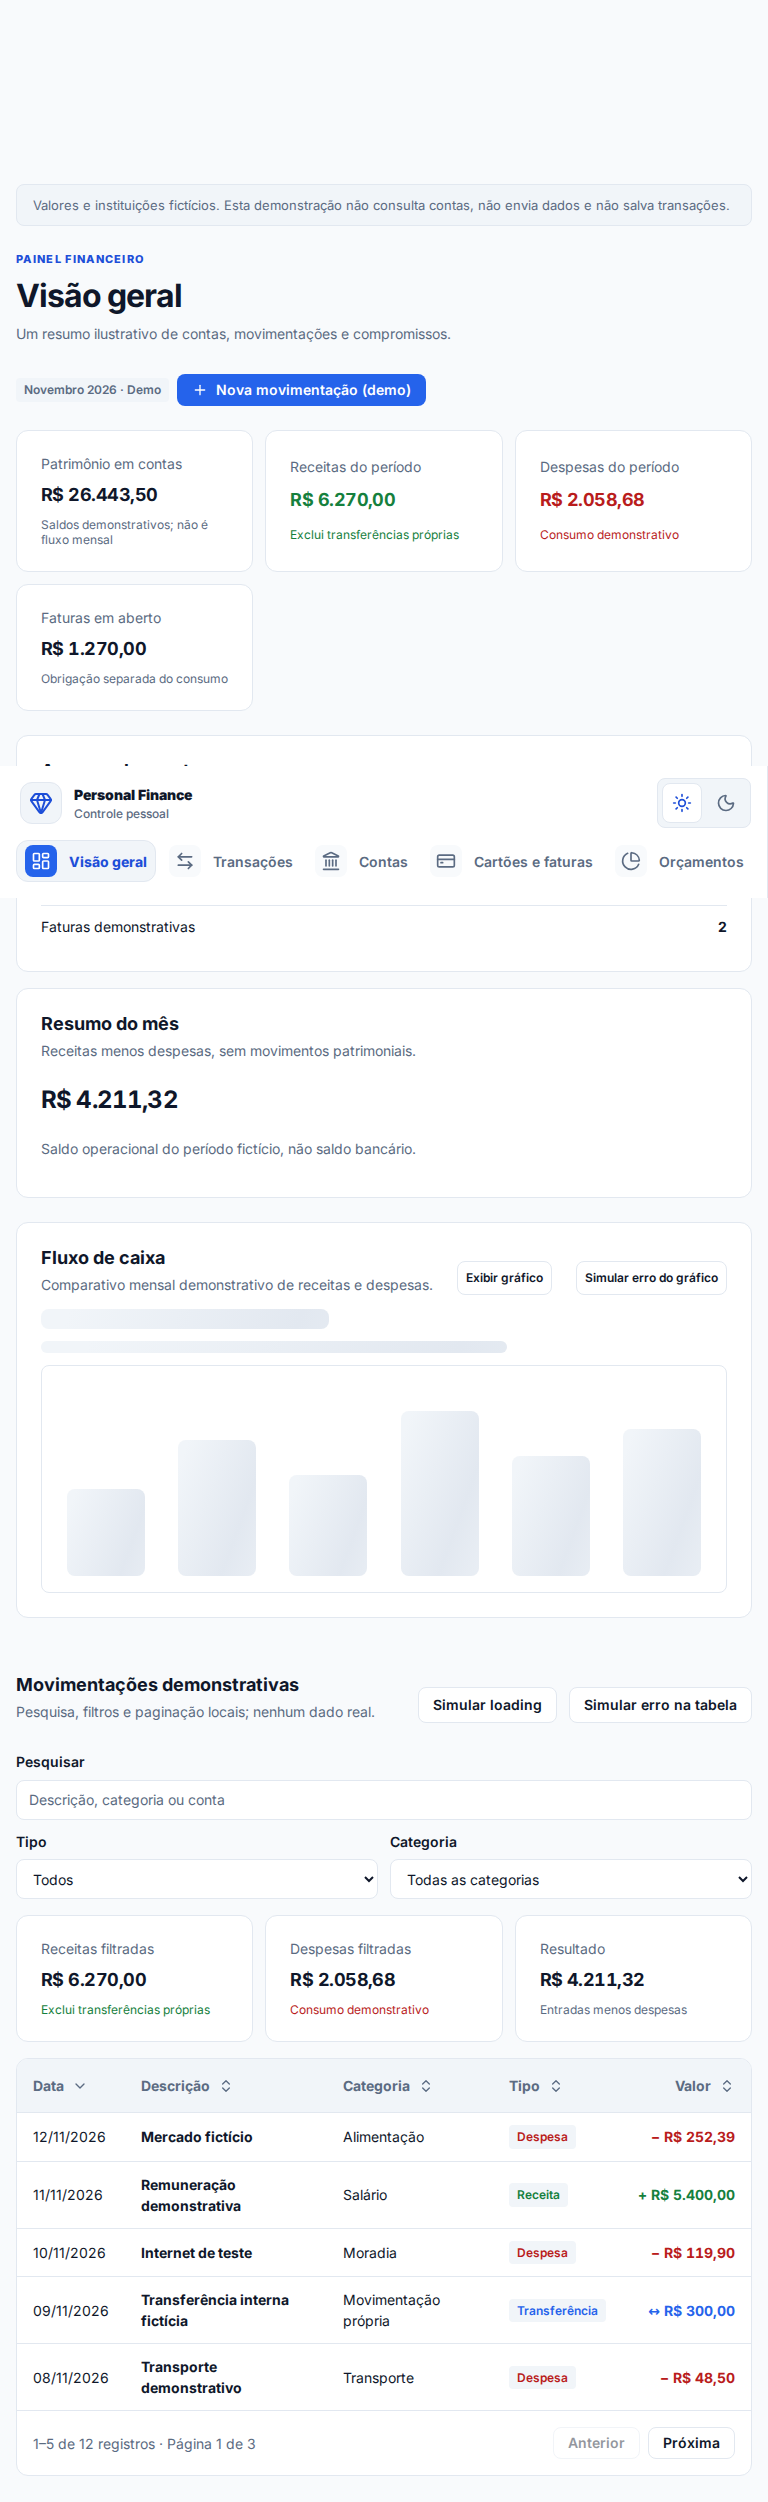 Valores e instituições fictícios. Esta demonstração não consulta contas, não envia dados e não salva transações.
PAINEL FINANCEIRO
Visão geral
Um resumo ilustrativo de contas, movimentações e compromissos.
Novembro 2026 · Demo
+ Nova movimentação (demo)
Patrimônio em contas
R$ 26.443,50
Saldos demonstrativos; não é
fluxo mensal
Receitas do período
R$ 6.270,00
Exclui transferências próprias
Despesas do período
R$ 2.058,68
Consumo demonstrativo
Faturas em aberto
R$ 1.270,00
Obrigação separada do consumo
Personal Finance
Controle pessoal
Visão geral
Transações
Contas
Cartões e faturas
Orçamentos
Faturas demonstrativas
2
Resumo do mês
Receitas menos despesas, sem movimentos patrimoniais.
R$ 4.211,32
Saldo operacional do período fictício, não saldo bancário.
Fluxo de caixa
Comparativo mensal demonstrativo de receitas e despesas.
Exibir gráfico
Simular erro do gráfico
Movimentações demonstrativas
Pesquisa, filtros e paginação locais; nenhum dado real.
Simular loading
Simular erro na tabela
Pesquisar
Descrição, categoria ou conta
Tipo
Categoria
Todos
Todas as categorias
Receitas filtradas
R$ 6.270,00
Exclui transferências próprias
Despesas filtradas
R$ 2.058,68
Consumo demonstrativo
Resultado
R$ 4.211,32
Entradas menos despesas
Data Descrição Categoria Tipo Valor
12/11/2026 Mercado fictício Alimentação Despesa − R$ 252,39
11/11/2026 Remuneração
demonstrativa Salário Receita + R$ 5.400,00
10/11/2026 Internet de teste Moradia Despesa − R$ 119,90
09/11/2026 Transferência interna
fictícia Movimentação
própria Transferência ↔ R$ 300,00
08/11/2026 Transporte
demonstrativo Transporte Despesa − R$ 48,50
1–5 de 12 registros · Página 1 de 3
Anterior
Próxima